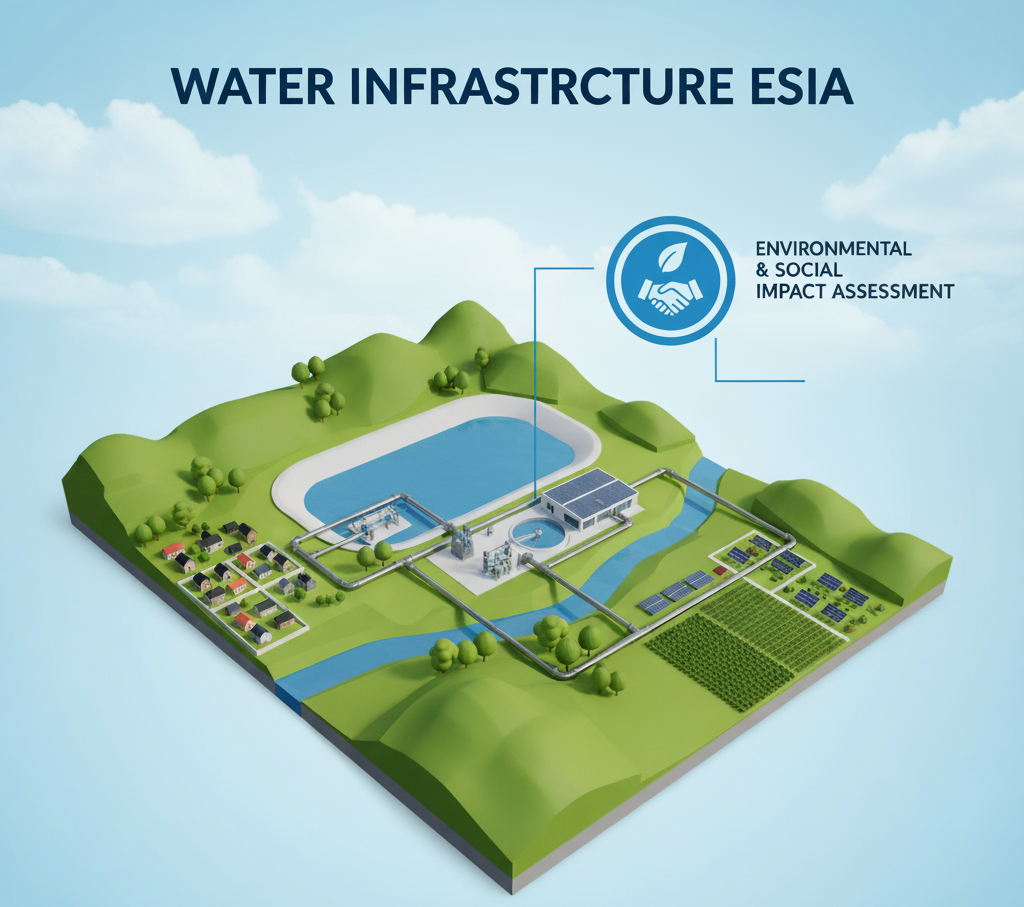 WATER INFRASTRCTURE ESIA
ENVIRONMENTAL
& SOCIAL
IMPACT ASSESSMENT